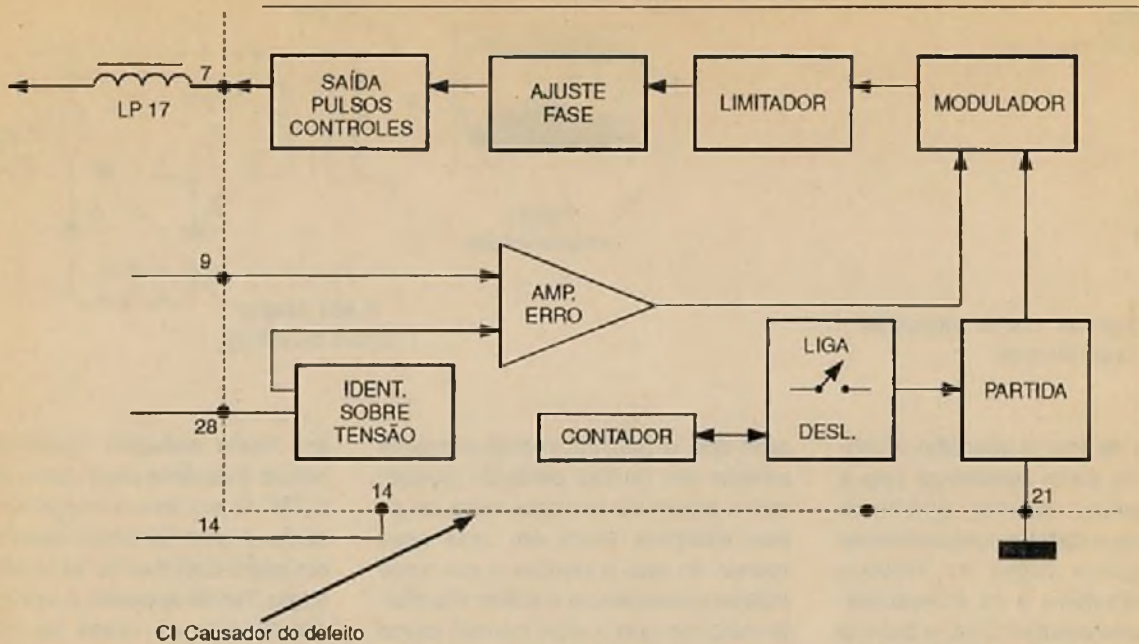 7
LP 17
SAÍDA
PULSOS
CONTROLES
AJUSTE
FASE
LIMITADOR
MODULADOR
9
AMP.
ERRO
LIGA
DESL.
PARTIDA
28
IDENT.
SOBRE
TENSÃO
CONTADOR
14
14
21
CI Causador do defeito